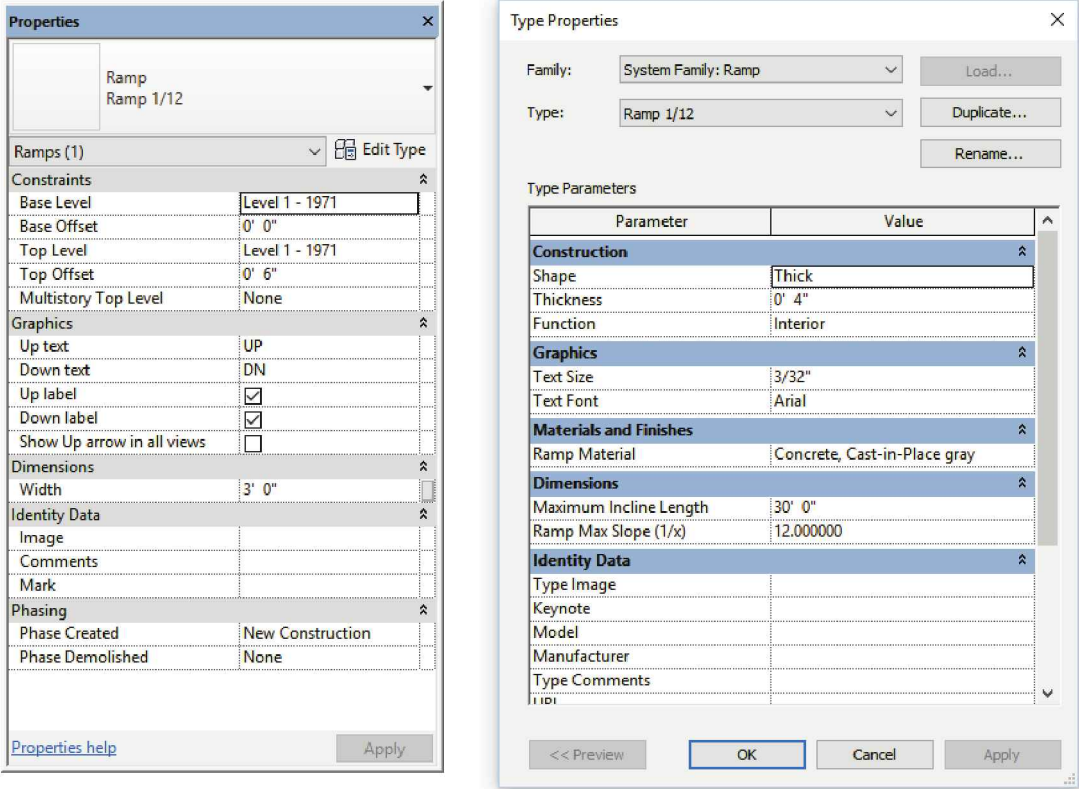 Properties
Ramp
Ramp 1/12
Ramps (1)
Edit Type
Constraints
Base Level Level 1 - 1971
Base Offset 0' 0"
Top Level Level 1 - 1971
Top Offset 0' 6"
Multistory Top Level None
Graphics
Up text UP
Down text DN
Up label
Down label
Show Up arrow in all views
Dimensions
Width 3' 0"
Identity Data
Image
Comments
Mark
Phasing
Phase Created New Construction
Phase Demolished None
Properties help Apply
Type Properties
Family: System Family: Ramp Load...
Type: Ramp 1/12 Duplicate...
Rename...
Type Parameters
Parameter Value
Construction
Shape Thick
Thickness 0' 4"
Function Interior
Graphics
Text Size 3/32"
Text Font Arial
Materials and Finishes
Ramp Material Concrete, Cast-in-Place gray
Dimensions
Maximum Incline Length 30' 0"
Ramp Max Slope (1/x) 12.000000
Identity Data
Type Image
Keynote
Model
Manufacturer
Type Comments
URL
<< Preview OK Cancel Apply